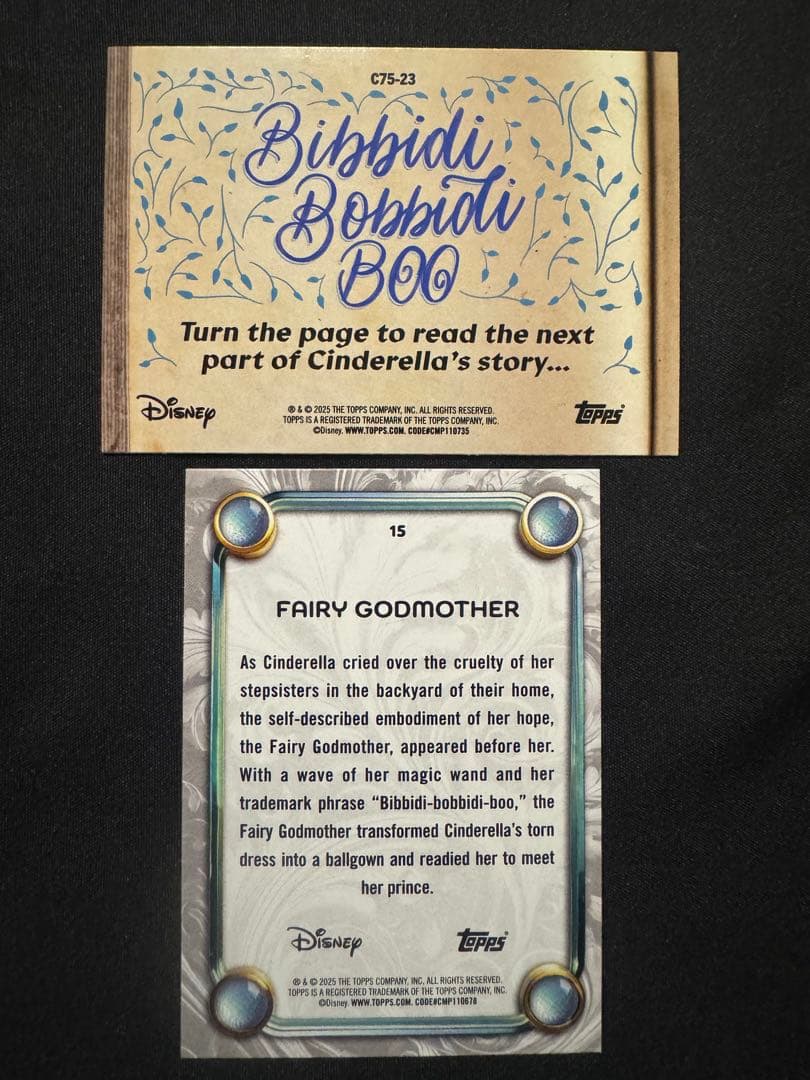 C75-23
Bibbidi
Bobbidi
Boo
Turn the page to read the next
part of Cinderella's story...
Disney
® & © 2025 THE TOPPS COMPANY, INC. ALL RIGHTS RESERVED.
TOPPS IS A REGISTERED TRADEMARK OF THE TOPPS COMPANY, INC.
©Disney. WWW.TOPPS.COM. CODE#CMP110735
topps
15
FAIRY GODMOTHER
As Cinderella cried over the cruelty of her
stepsisters in the backyard of their home,
the self-described embodiment of her hope,
the Fairy Godmother, appeared before her.
With a wave of her magic wand and her
trademark phrase “Bibbidi-bobbidi-boo,” the
Fairy Godmother transformed Cinderella's torn
dress into a ballgown and readied her to meet
her prince.
Disney
topps
® & © 2025 THE TOPPS COMPANY, INC. ALL RIGHTS RESERVED.
TOPPS IS A REGISTERED TRADEMARK OF THE TOPPS COMPANY, INC.
©Disney. WWW.TOPPS.COM. CODE#CMP110678